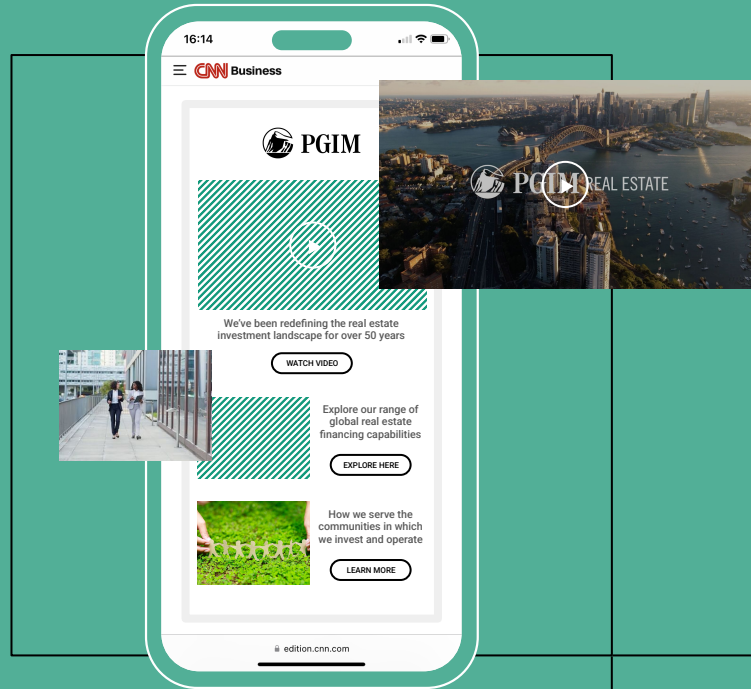 16:14
CNN Business
PGIM
PGIM REAL ESTATE
We've been redefining the real estate
investment landscape for over 50 years
WATCH VIDEO
Explore our range of
global real estate
financing capabilities
EXPLORE HERE
How we serve the
communities in which
we invest and operate
LEARN MORE
edition.cnn.com